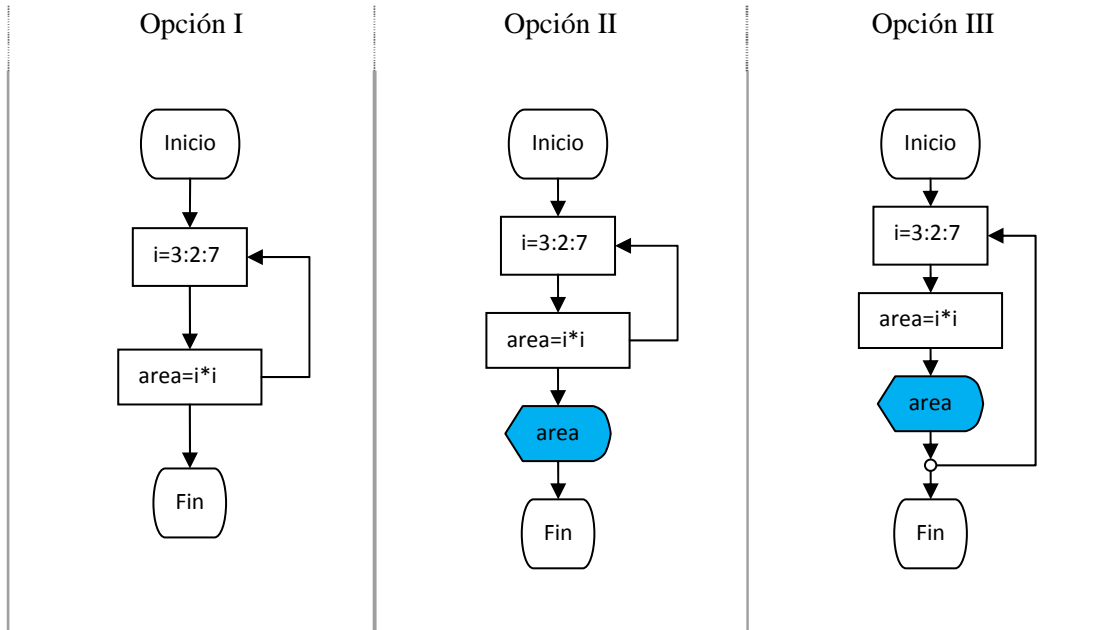 Opción I
Inicio
i=3:2:7
area=i*i
Fin
Opción II
Inicio
i=3:2:7
area=i*i
area
Fin
Opción III
Inicio
i=3:2:7
area=i*i
area
Fin